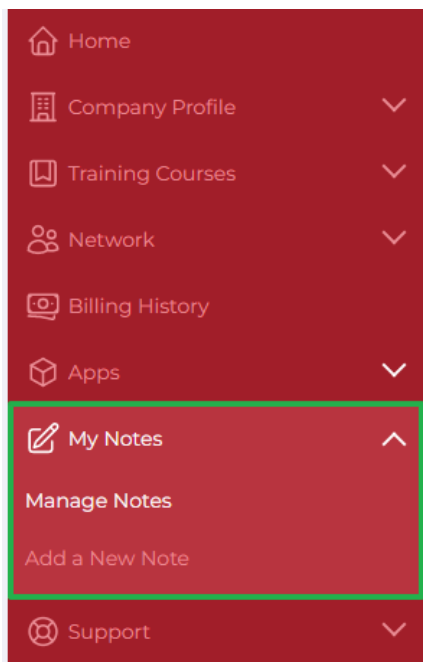 Home
Company Profile
Training Courses
Network
Billing History
Apps
My Notes
Manage Notes
Add a New Note
Support